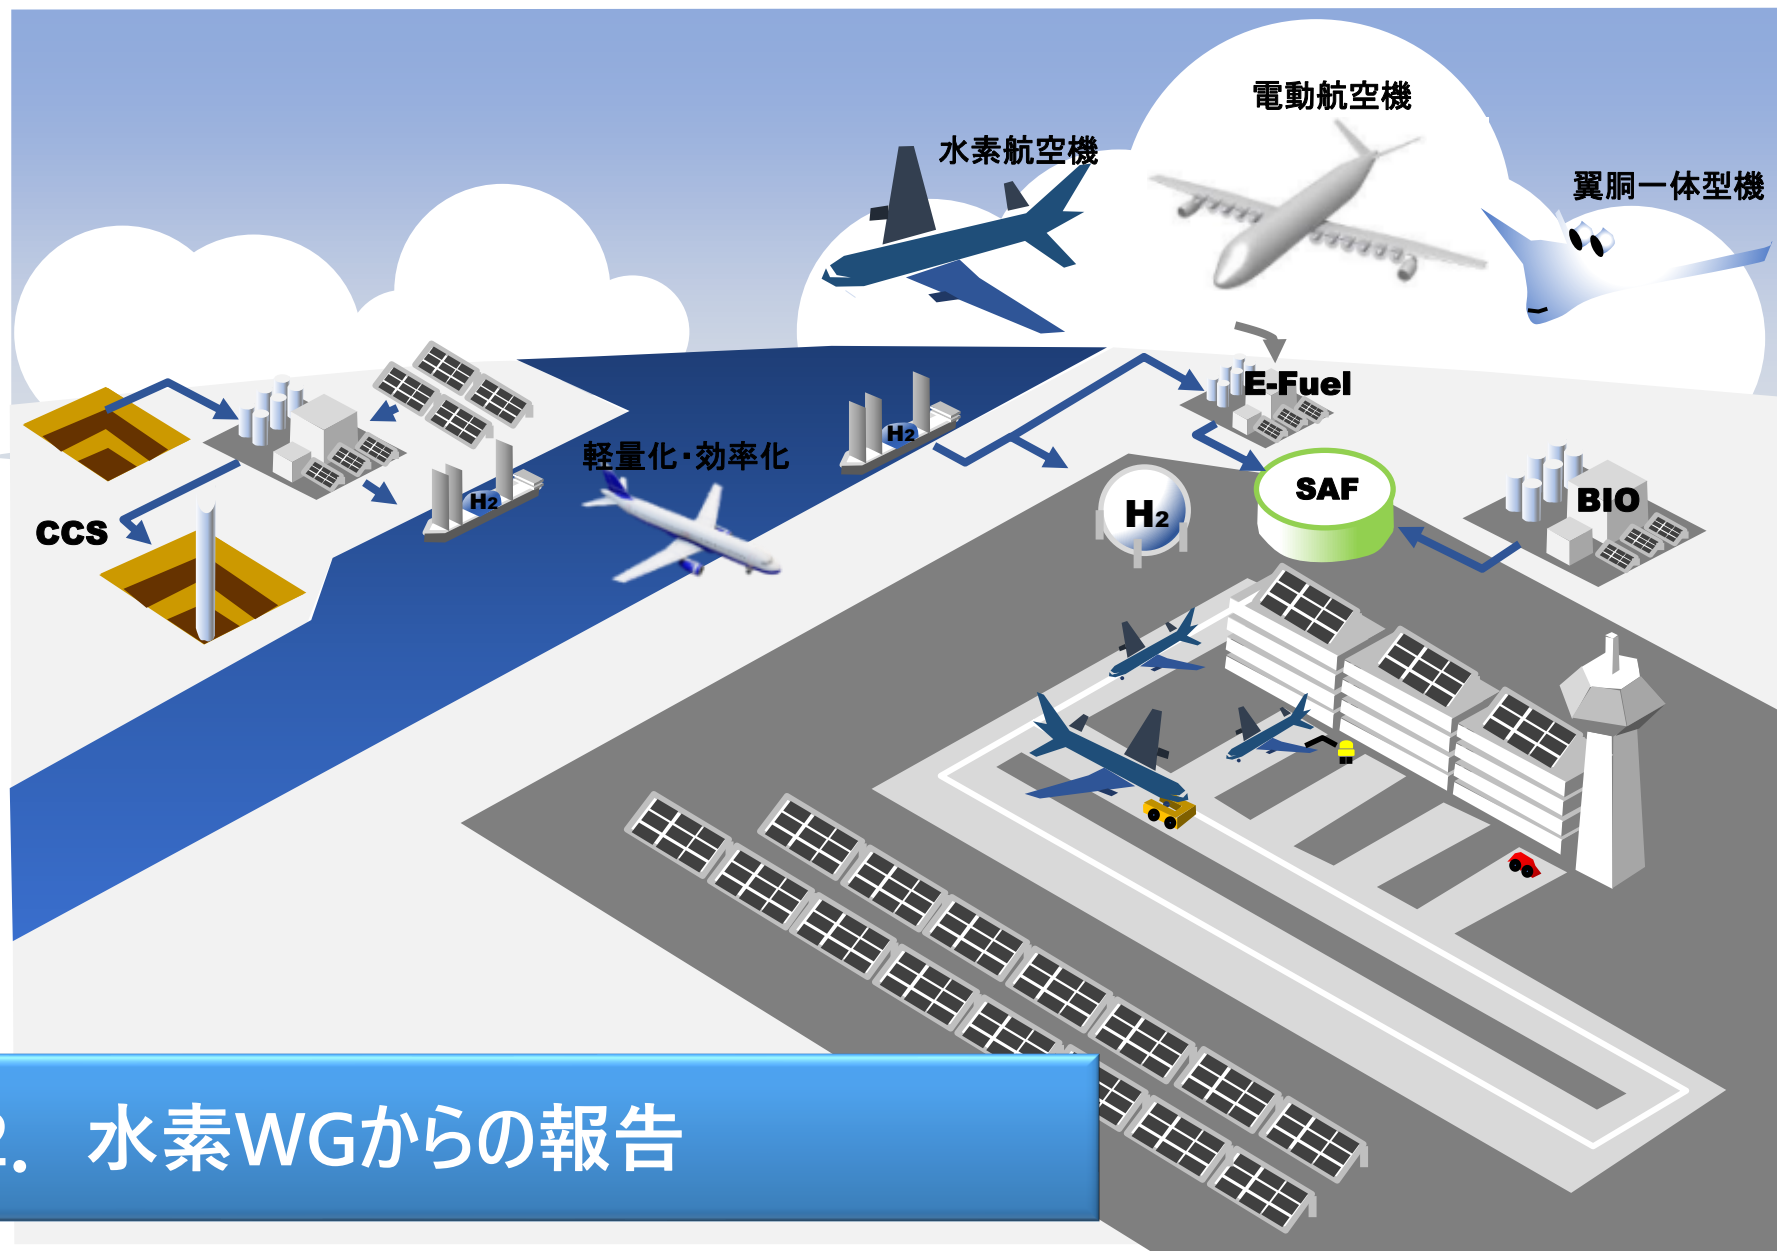 電動航空機
水素航空機
翼胴一体型機
E-Fuel
軽量化・効率化
H2
H2
SAF
BIO
H2
CCS
2. 水素WGからの報告